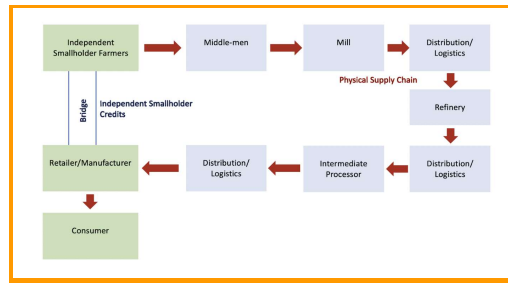 Independent
Smallholder Farmers
Middle-men
Mill
Distribution/
Logistics
Physical Supply Chain
Bridge
Independent Smallholder
Credits
Refinery
Retailer/Manufacturer
Distribution/
Logistics
Intermediate
Processor
Distribution/
Logistics
Consumer